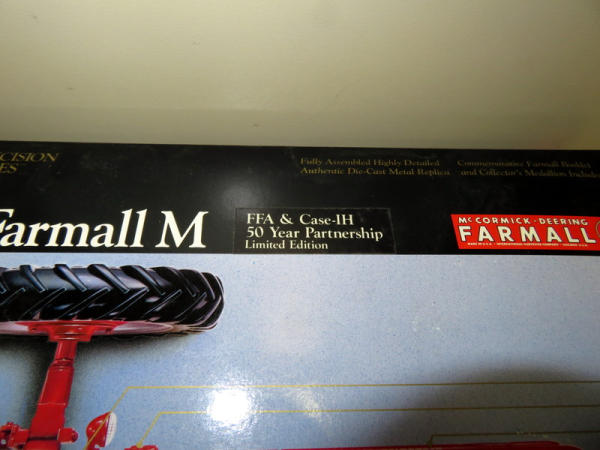 CISION
ES
Fully Assembled Highly Detailed
Authentic Die-Cast Metal Replica
Commemorative Farmall Booklet
and Collector's Medallion Include
Farmall M
FFA & Case-IH
50 Year Partnership
Limited Edition
McCORMICK-DEERING
FARMALL